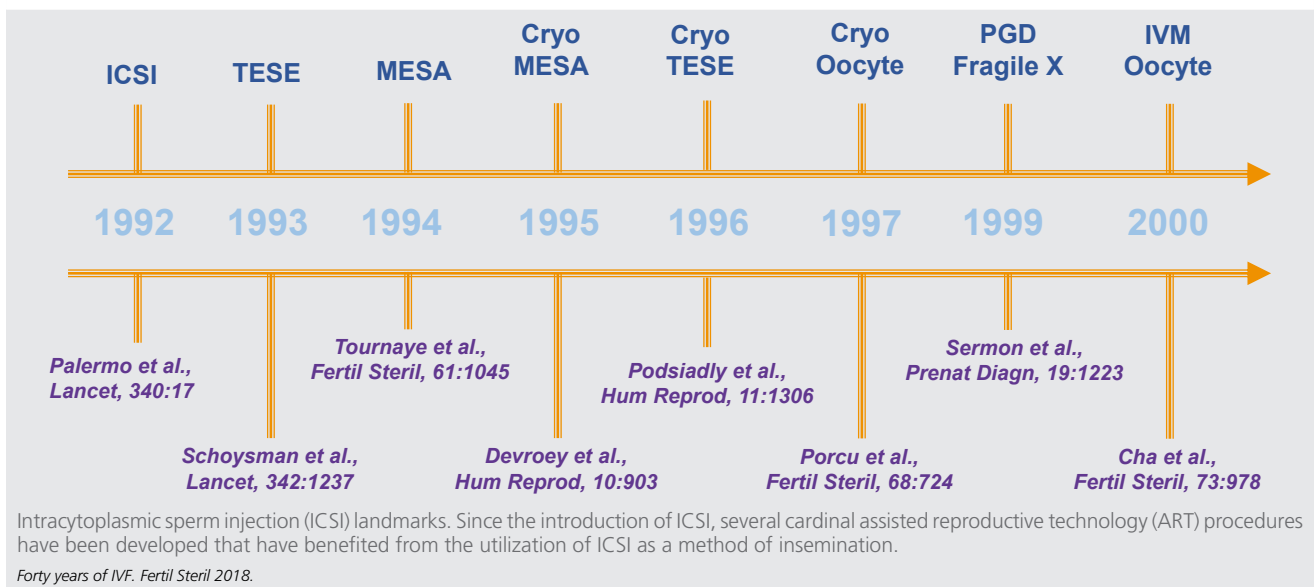 ICSI
TESE
MESA
Cryo
MESA
Cryo
TESE
Cryo
Oocyte
PGD
Fragile X
IVM
Oocyte
1992 1993 1994 1995 1996 1997 1999 2000
Palermo et al.,
Lancet, 340:17
Schoysman et al.,
Lancet, 342:1237
Tournaye et al.,
Fertil Steril, 61:1045
Devroey et al.,
Hum Reprod, 10:903
Podsiadly et al.,
Hum Reprod, 11:1306
Porcu et al.,
Fertil Steril, 68:724
Sermon et al.,
Prenat Diagn, 19:1223
Cha et al.,
Fertil Steril, 73:978
Intracytoplasmic sperm injection (ICSI) landmarks. Since the introduction of ICSI, several cardinal assisted reproductive technology (ART) procedures
have been developed that have benefited from the utilization of ICSI as a method of insemination.
Forty years of IVF. Fertil Steril 2018.